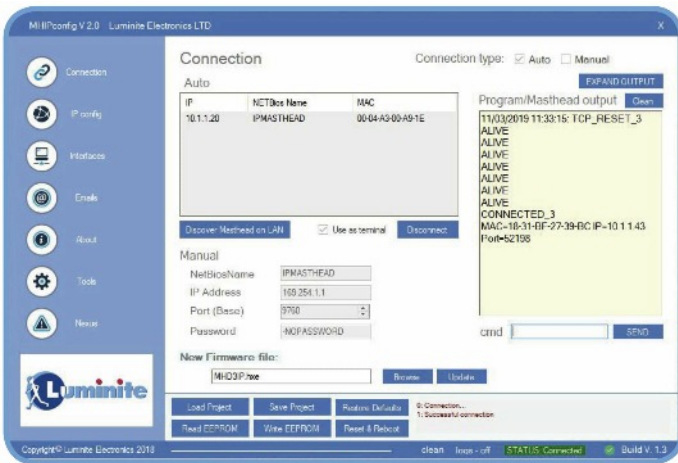 MHIPconfig V 2.0 Luminite Electronics LTD X
Connection
IP config
Interfaces
Emails
About
Tools
Nexus
Luminite
Connection
Connection type: Auto Manual
Auto
EXPAND OUTPUT
IP NETBios Name MAC
10.1.1.20 IPMASTHEAD 00-04-A3-00-A9-1E
Discover Masthead on LAN Use as terminal Disconnect
Manual
NetBiosName IPMASTHEAD
IP Address 169.254.1.1
Port (Base) 9760
Password -NOPASSWORD
New Firmware file:
MHD3IP.hxe Browse Update
Program/Masthead output Clean
11/03/2019 11:33:15: TCP_RESET_3
ALIVE
ALIVE
ALIVE
ALIVE
ALIVE
ALIVE
ALIVE
CONNECTED_3
MAC=18-31-BF-27-39-BC IP=10.1.1.43
Port=52198
cmd SEND
Load Project Save Project Restore Defaults
Read EEPROM Write EEPROM Reset & Reboot
0: Connection...
1: Successful connection
Copyright© Luminite Electronics 2018 clean logs - off STATUS: Connected Build V. 1.3